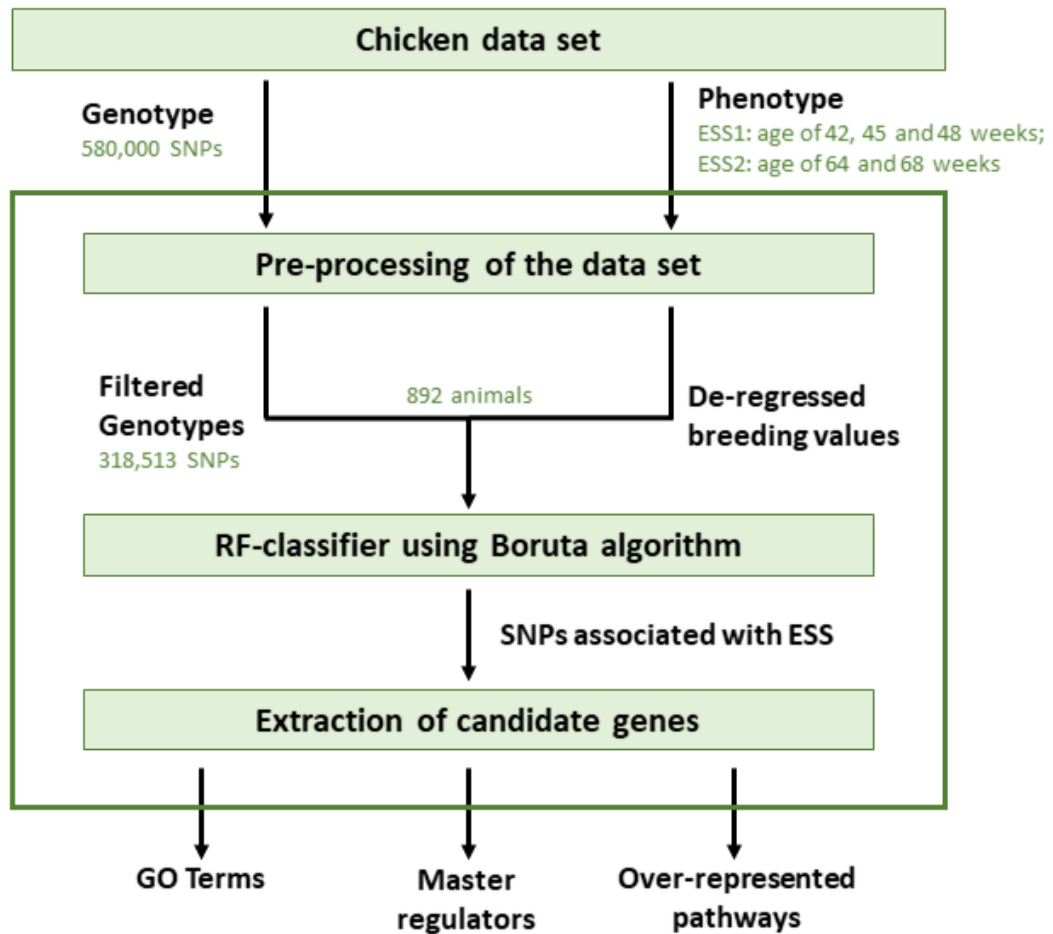 Chicken data set
Genotype
580,000 SNPs
Phenotype
ESS1: age of 42, 45 and 48 weeks;
ESS2: age of 64 and 68 weeks
Pre-processing of the data set
Filtered
Genotypes
318,513 SNPs
892 animals
De-regressed
breeding values
RF-classifier using Boruta algorithm
SNPs associated with ESS
Extraction of candidate genes
GO Terms
Master
regulators
Over-represented
pathways